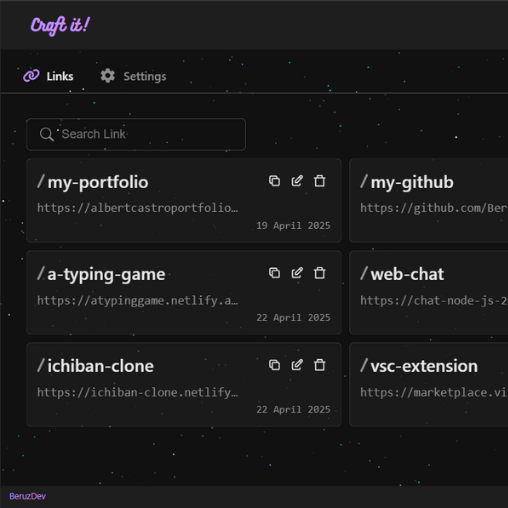 Craft it!
Links
Settings
Search Link
/my-portfolio
https://albertcastroportfolio…
19 April 2025
/my-github
https://github.com/Ber
/a-typing-game
https://atypinggame.netlify.a…
22 April 2025
/web-chat
https://chat-node-js-2
/ichiban-clone
https://ichiban-clone.netlify…
22 April 2025
/vsc-extension
https://marketplace.vi
BeruzDev